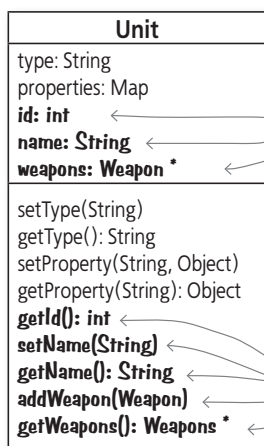 Unit
type: String
properties: Map
id: int
name: String
weapons: Weapon *
setType(String)
getType(): String
setProperty(String, Object)
getProperty(String): Object
getId(): int
setName(String)
getName(): String
addWeapon(Weapon)
getWeapons(): Weapons *